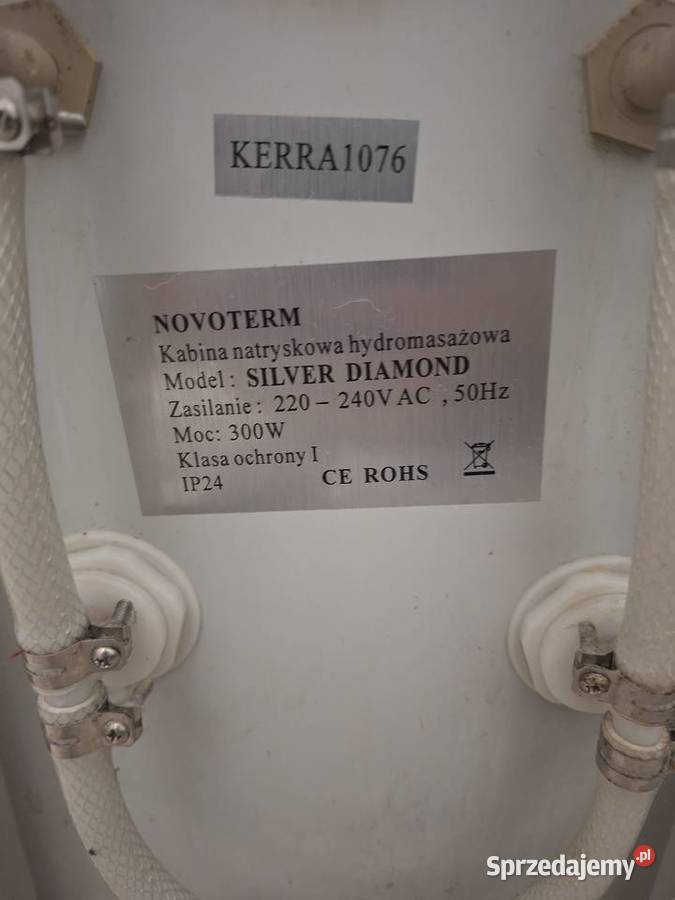 KERRA1076
NOVOTERM
Kabina natryskowa hydromasażowa
Model : SILVER DIAMOND
Zasilanie : 220 – 240V AC , 50Hz
Moc: 300W
Klasa ochrony I
IP24
CE ROHS
Sprzedajemy.pl